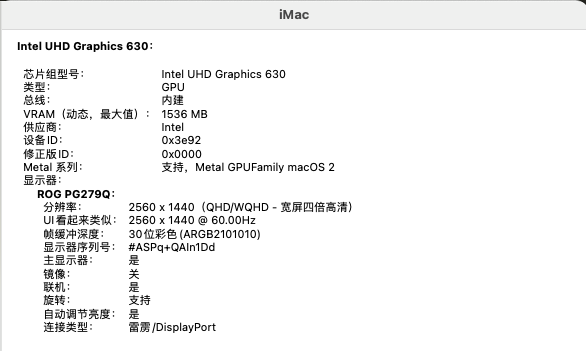 iMac
Intel UHD Graphics 630：
芯片组型号： Intel UHD Graphics 630
类型： GPU
总线： 内建
VRAM（动态，最大值）： 1536 MB
供应商： Intel
设备ID： 0x3e92
修正版ID： 0x0000
Metal 系列： 支持，Metal GPUFamily macOS 2
显示器：
ROG PG279Q：
分辨率： 2560 x 1440（QHD/WQHD - 宽屏四倍高清）
UI看起来类似： 2560 x 1440 @ 60.00Hz
帧缓冲深度： 30位彩色 (ARGB2101010)
显示器序列号： #ASPq+QAIn1Dd
主显示器： 是
镜像： 关
联机： 是
旋转： 支持
自动调节亮度： 是
连接类型： 雷雳/DisplayPort